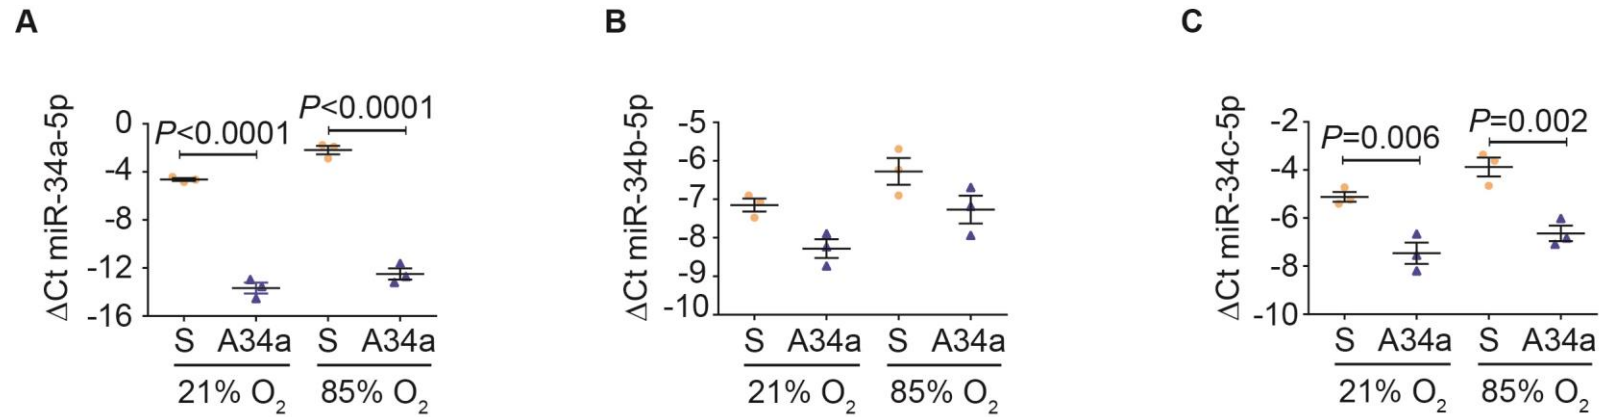 A
ΔCt miR-34a-5p
0
-4
-8
-12
-16
P<0.0001
P<0.0001
S A34a S A34a
21% O₂ 85% O₂
B
ΔCt miR-34b-5p
-5
-6
-7
-8
-9
-10
S A34a S A34a
21% O₂ 85% O₂
C
ΔCt miR-34c-5p
-2
-4
-6
-8
-10
P=0.006
P=0.002
S A34a S A34a
21% O₂ 85% O₂